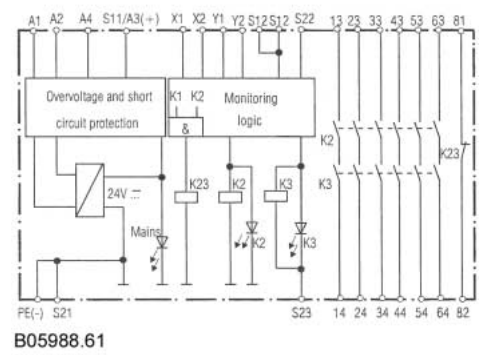 A1 A2 A4 S11/A3(+) X1 X2 Y1 Y2 S12 S12 S22 13 23 33 43 53 63 81
Overvoltage and short
circuit protection
K1 K2
&
Monitoring
logic
K2
K23
24V
K23
K2
K3
K3
Mains
K2
K3
PE(-) S21 S23 14 24 34 44 54 64 82
B05988.61